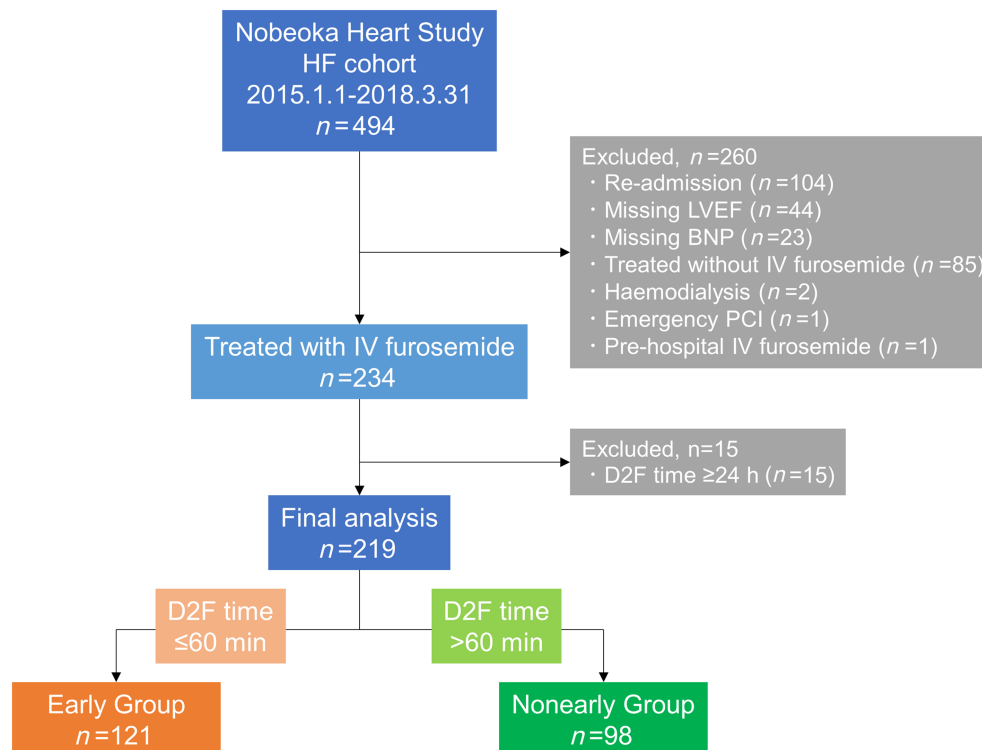 Nobeoka Heart Study
HF cohort
2015.1.1-2018.3.31
n=494
Excluded, n=260
・Re-admission (n=104)
・Missing LVEF (n=44)
・Missing BNP (n=23)
・Treated without IV furosemide (n=85)
・Haemodialysis (n=2)
・Emergency PCI (n=1)
・Pre-hospital IV furosemide (n=1)
Treated with IV furosemide
n=234
Excluded, n=15
・D2F time ≥24 h (n=15)
Final analysis
n=219
D2F time
≤60 min
D2F time
>60 min
Early Group
n=121
Nonearly Group
n=98